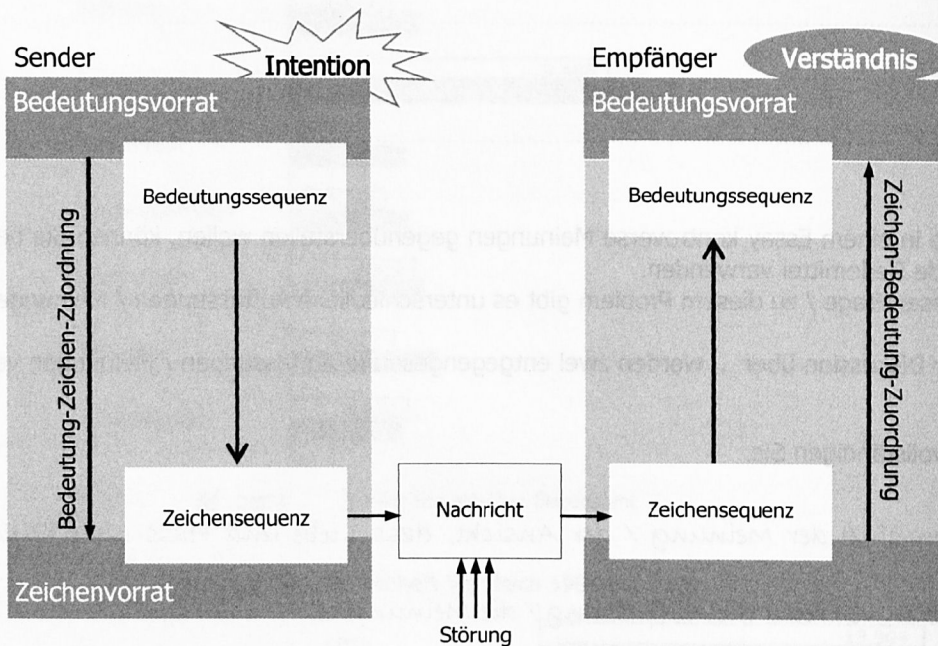 Sender
Intention
Empfänger
Verständnis
Bedeutungsvorrat
Bedeutungsvorrat
Bedeutungssequenz
Bedeutungssequenz
Bedeutung-Zeichen-Zuordnung
Zeichen-Bedeutung-Zuordnung
Zeichensequenz
Nachricht
Zeichensequenz
Zeichenvorrat
Störung